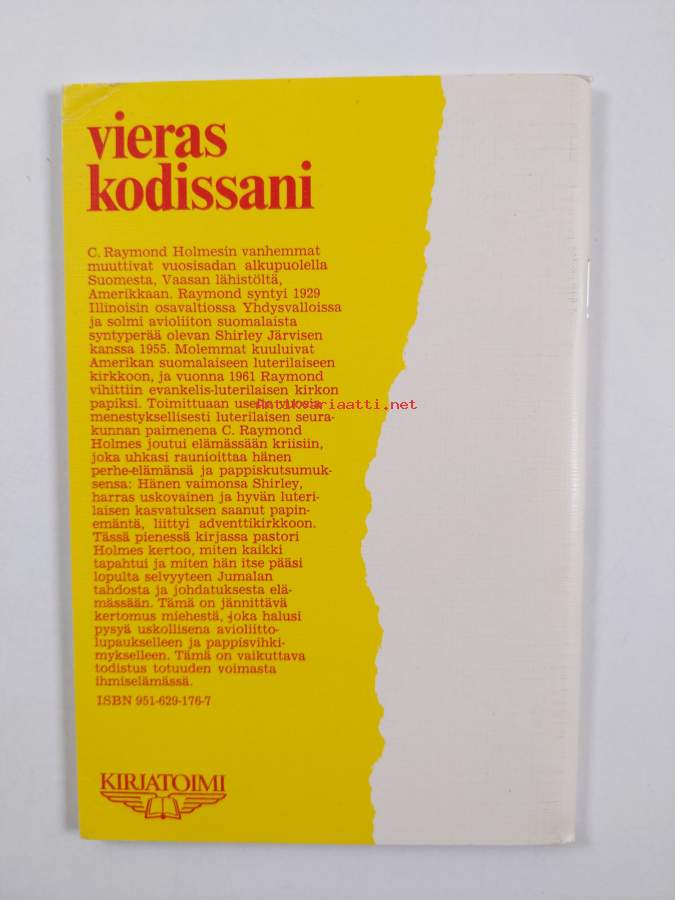 vieras
kodissani
C. Raymond Holmesin vanhemmat
muuttivat vuosisadan alkupuolella
Suomesta, Vaasan lähistöltä,
Amerikkaan. Raymond syntyi 1929
Illinoisin osavaltiossa Yhdysvalloissa
ja solmi avioliiton suomalaista
syntyperää olevan Shirley Järvisen
kanssa 1955. Molemmat kuuluivat
Amerikan suomalaiseen luterilaiseen
kirkkoon, ja vuonna 1961 Raymond
vihittiin evankelis-luterilaisen kirkon
papiksi. Toimittuaan useita vuosia
Antikvariaatti.net
menestyksellisesti luterilaisen seura-
kunnan paimenena C. Raymond
Holmes joutui elämässään kriisiin,
joka uhkasi raunioittaa hänen
perhe-elämänsä ja pappiskutsumuk-
sensa: Hänen vaimonsa Shirley,
harras uskovainen ja hyvän luteri-
laisen kasvatuksen saanut papin-
emäntä, liittyi adventtikirkkoon.
Tässä pienessä kirjassa pastori
Holmes kertoo, miten kaikki
tapahtui ja miten hän itse pääsi
lopulta selvyyteen Jumalan
tahdosta ja johdatuksesta elä-
mässään. Tämä on jännittävä
kertomus miehestä, joka halusi
pysyä uskollisena avioliitto-
lupaukselleen ja pappisvihki-
mykselleen. Tämä on vaikuttava
todistus totuuden voimasta
ihmiselämässä.
ISBN 951-629-176-7
KIRJATOIMI